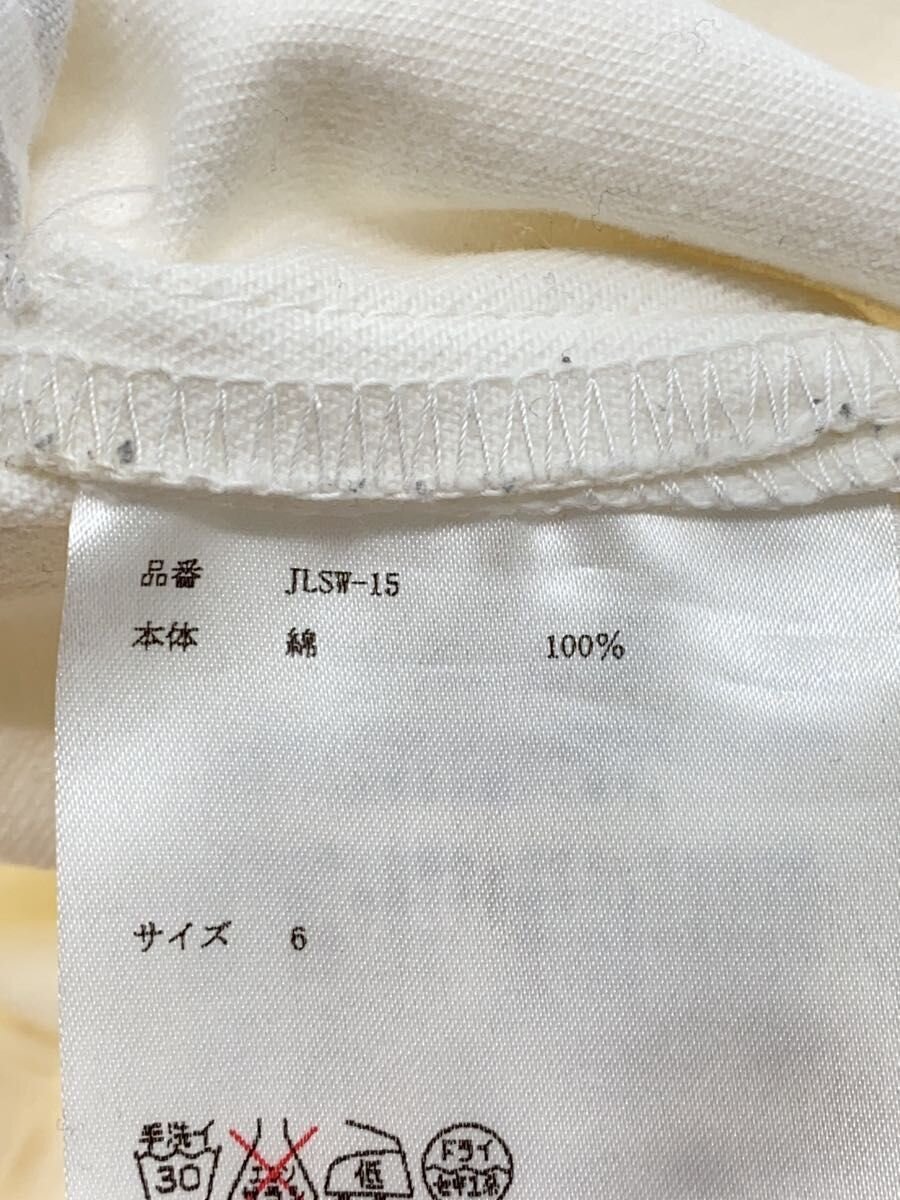 品番 JLSW-15
本体 綿 100%
サイズ 6
手洗イ
30
低
ドライ